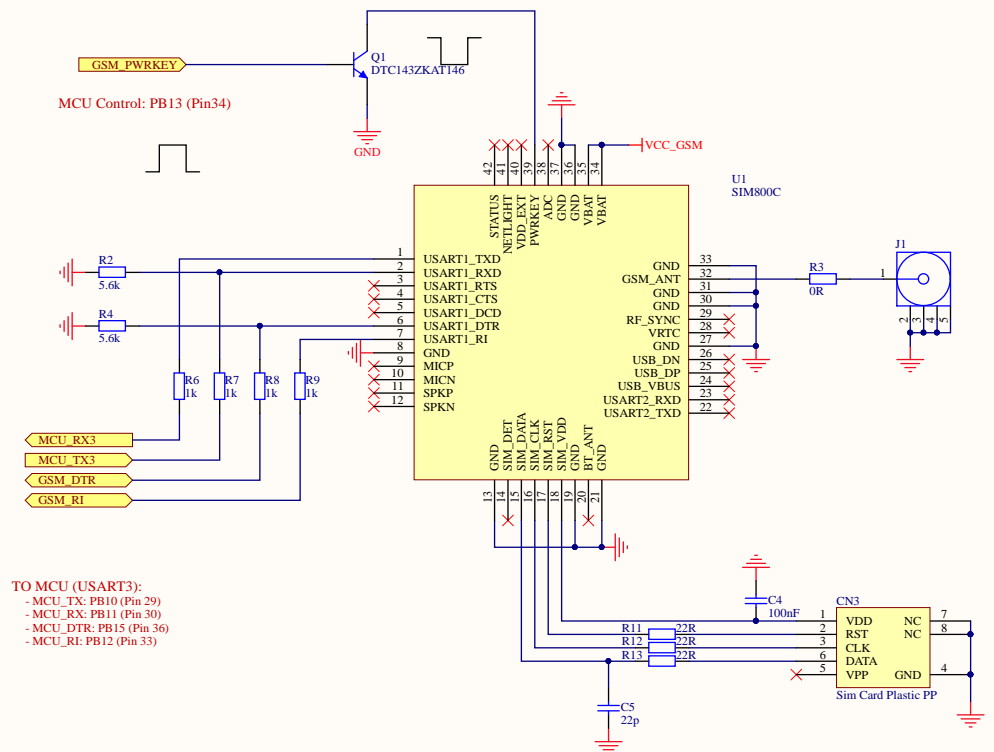 GSM_PWRKEY
Q1
DTC143ZKAT146
MCU Control: PB13 (Pin34)
GND
VCC_GSM
U1
SIM800C
42
41
40
39
38
37
36
35
34
STATUS
NETLIGHT
VDD_EXT
PWRKEY
ADC
GND
GND
VBAT
VBAT
1 USART1_TXD
2 USART1_RXD
3 USART1_RTS
4 USART1_CTS
5 USART1_DCD
6 USART1_DTR
7 USART1_RI
8 GND
9 MICP
10 MICN
11 SPKP
12 SPKN
GND 33
GSM_ANT 32
GND 31
GND 30
RF_SYNC 29
VRTC 28
GND 27
USB_DN 26
USB_DP 25
USB_VBUS 24
USART2_RXD 23
USART2_TXD 22
GND
SIM_DET
SIM_DATA
SIM_CLK
SIM_RST
SIM_VDD
GND
BT_ANT
GND
13
14
15
16
17
18
19
20
21
R2
5.6k
R4
5.6k
R6
1k
R7
1k
R8
1k
R9
1k
MCU_RX3
MCU_TX3
GSM_DTR
GSM_RI
R3
0R
J1
1
2
3
4
5
TO MCU (USART3):
- MCU_TX: PB10 (Pin 29)
- MCU_RX: PB11 (Pin 30)
- MCU_DTR: PB15 (Pin 36)
- MCU_RI: PB12 (Pin 33)
C4
100nF
R11 22R
R12 22R
R13 22R
C5
22p
CN3
1 VDD NC 7
2 RST NC 8
3 CLK
6 DATA
5 VPP GND 4
Sim Card Plastic PP